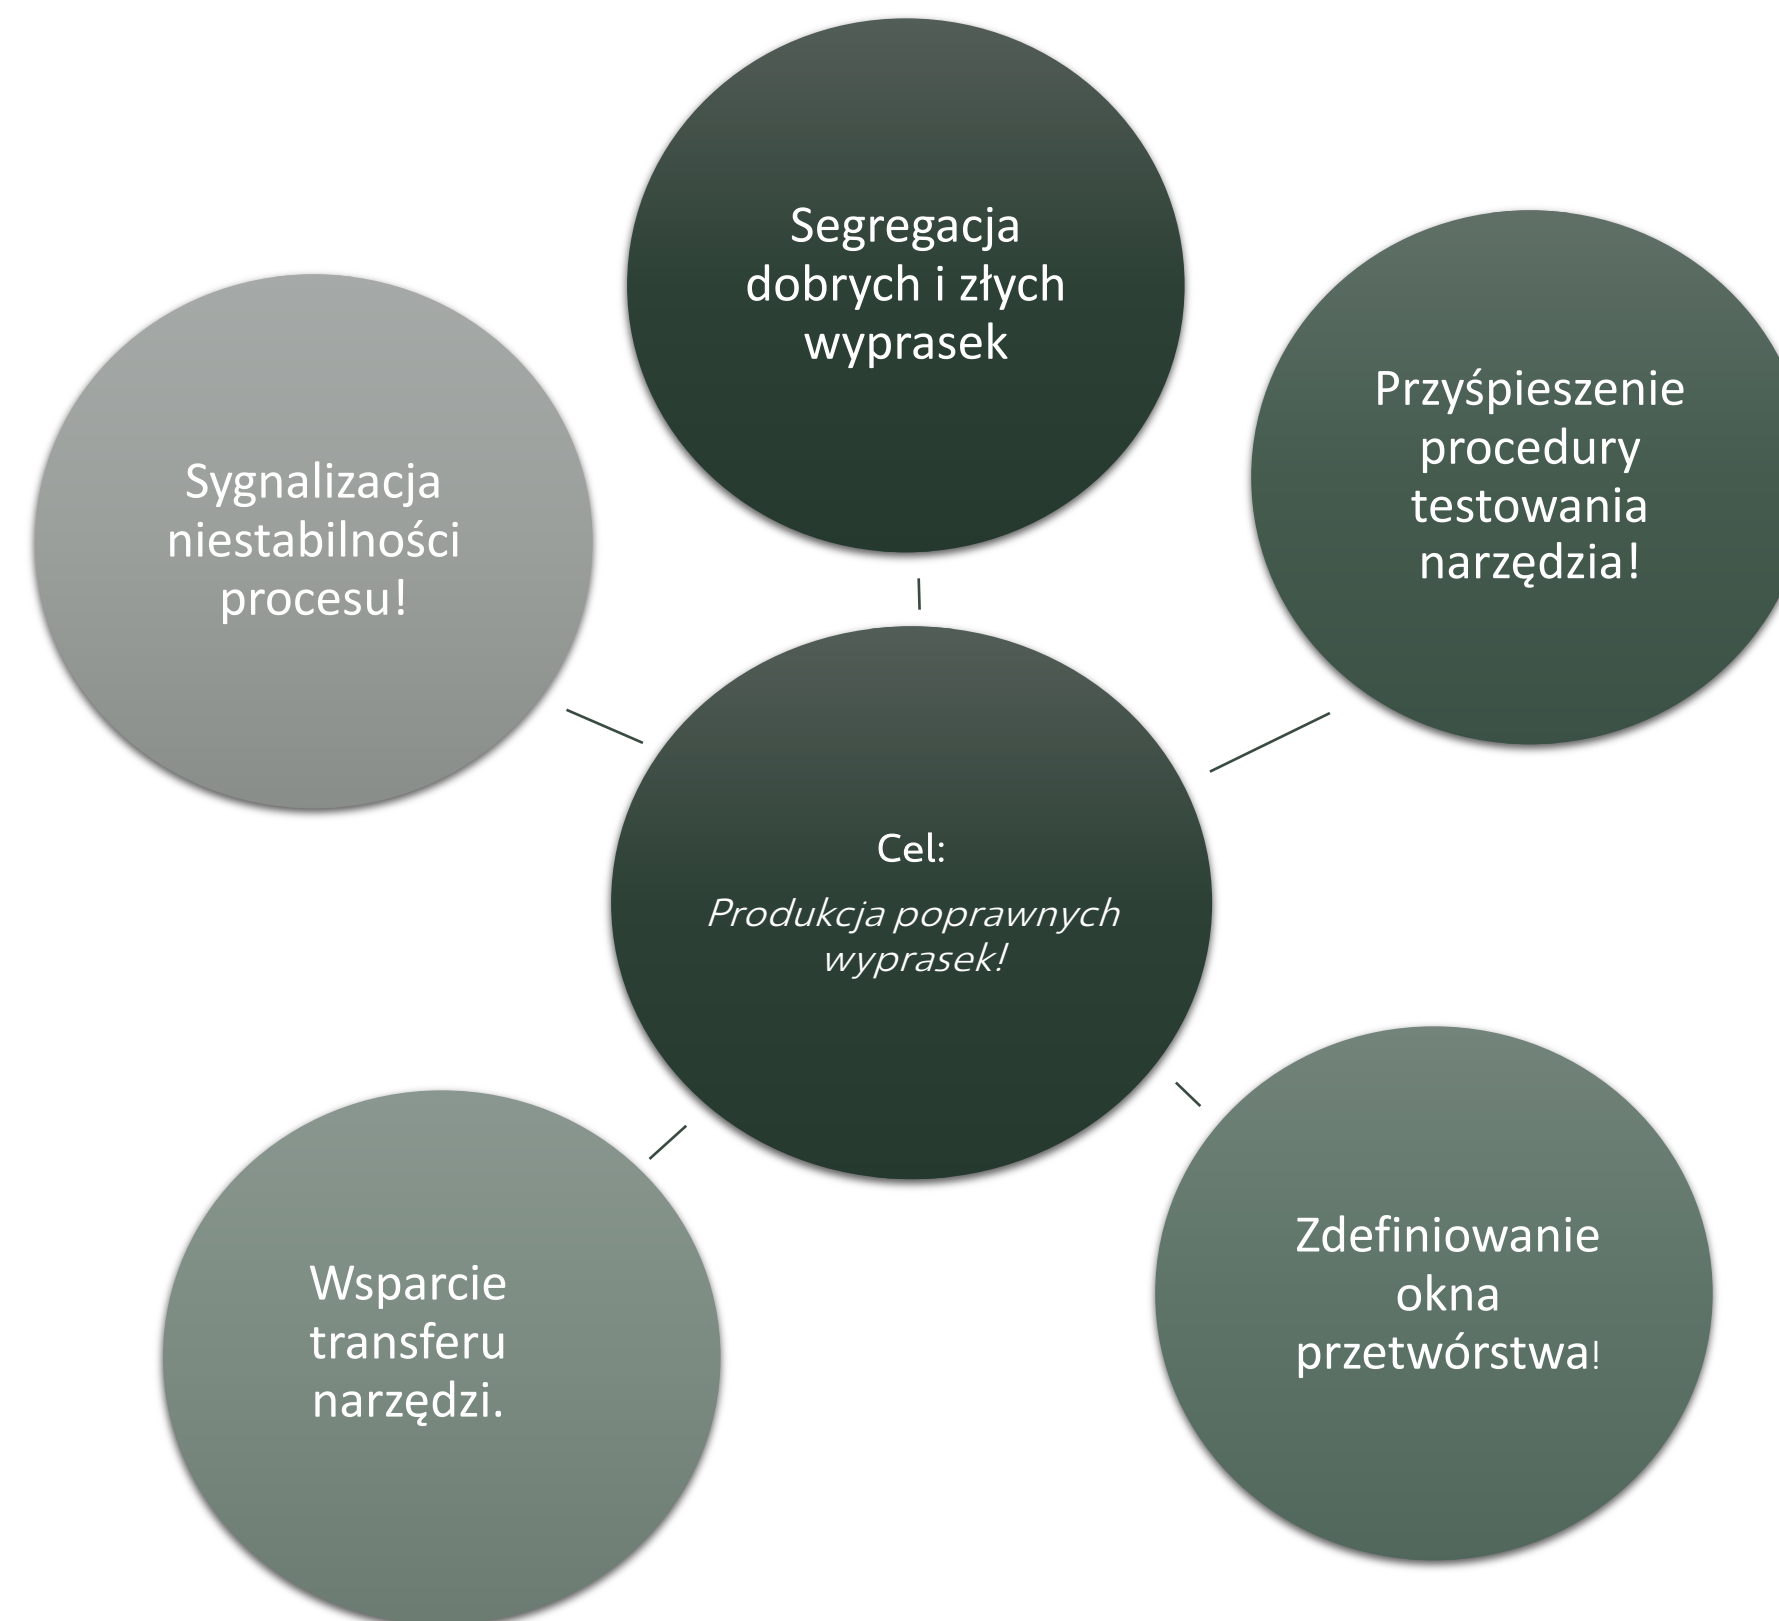 Segregacja
dobrych i złych
wyprasek
Przyśpieszenie
procedury
testowania
narzędzia!
Sygnalizacja
niestabilności
procesu!
Cel:
Produkcja poprawnych
wyprasek!
Zdefiniowanie
okna
przetwórstwa!
Wsparcie
transferu
narzędzi.